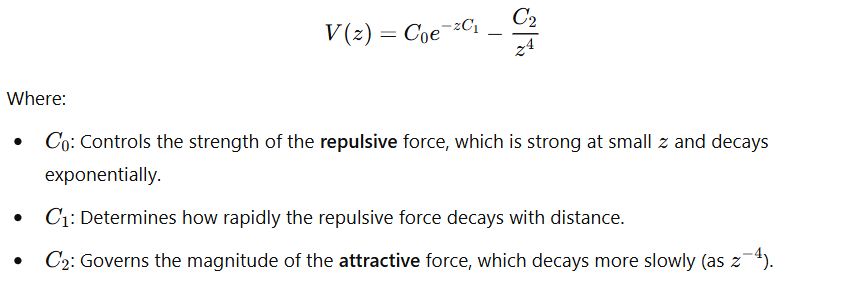 V(z) = C₀e^{-zC₁} - C₂/z⁴
Where:
• C₀: Controls the strength of the repulsive force, which is strong at small z and decays
exponentially.
• C₁: Determines how rapidly the repulsive force decays with distance.
• C₂: Governs the magnitude of the attractive force, which decays more slowly (as z⁻⁴).